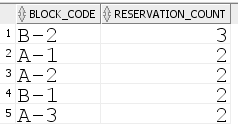 BLOCK_CODE RESERVATION_COUNT
1 B-2 3
2 A-1 2
3 A-2 2
4 B-1 2
5 A-3 2